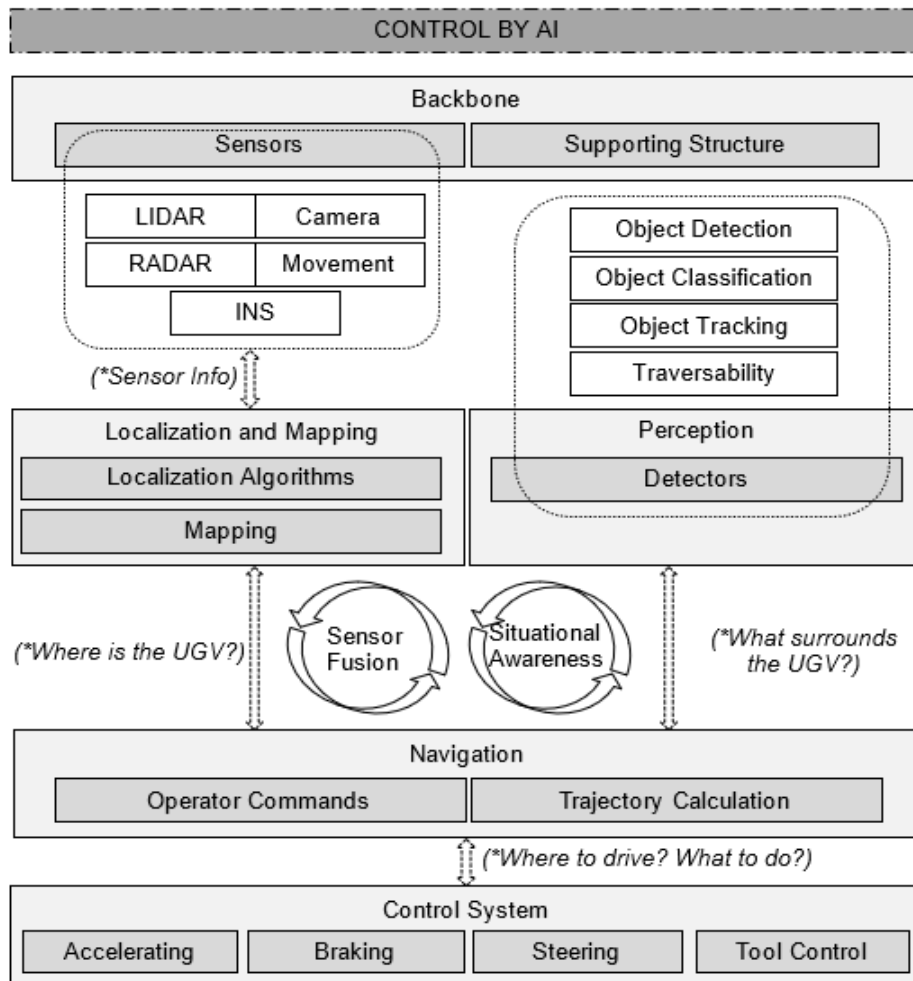 CONTROL BY AI
Backbone
Sensors
Supporting Structure
LIDAR
Camera
RADAR
Movement
INS
Object Detection
Object Classification
Object Tracking
Traversability
(*Sensor Info)
Localization and Mapping
Localization Algorithms
Mapping
Perception
Detectors
(*Where is the UGV?)
Sensor
Fusion
Situational
Awareness
(*What surrounds
the UGV?)
Navigation
Operator Commands
Trajectory Calculation
(*Where to drive? What to do?)
Control System
Accelerating
Braking
Steering
Tool Control